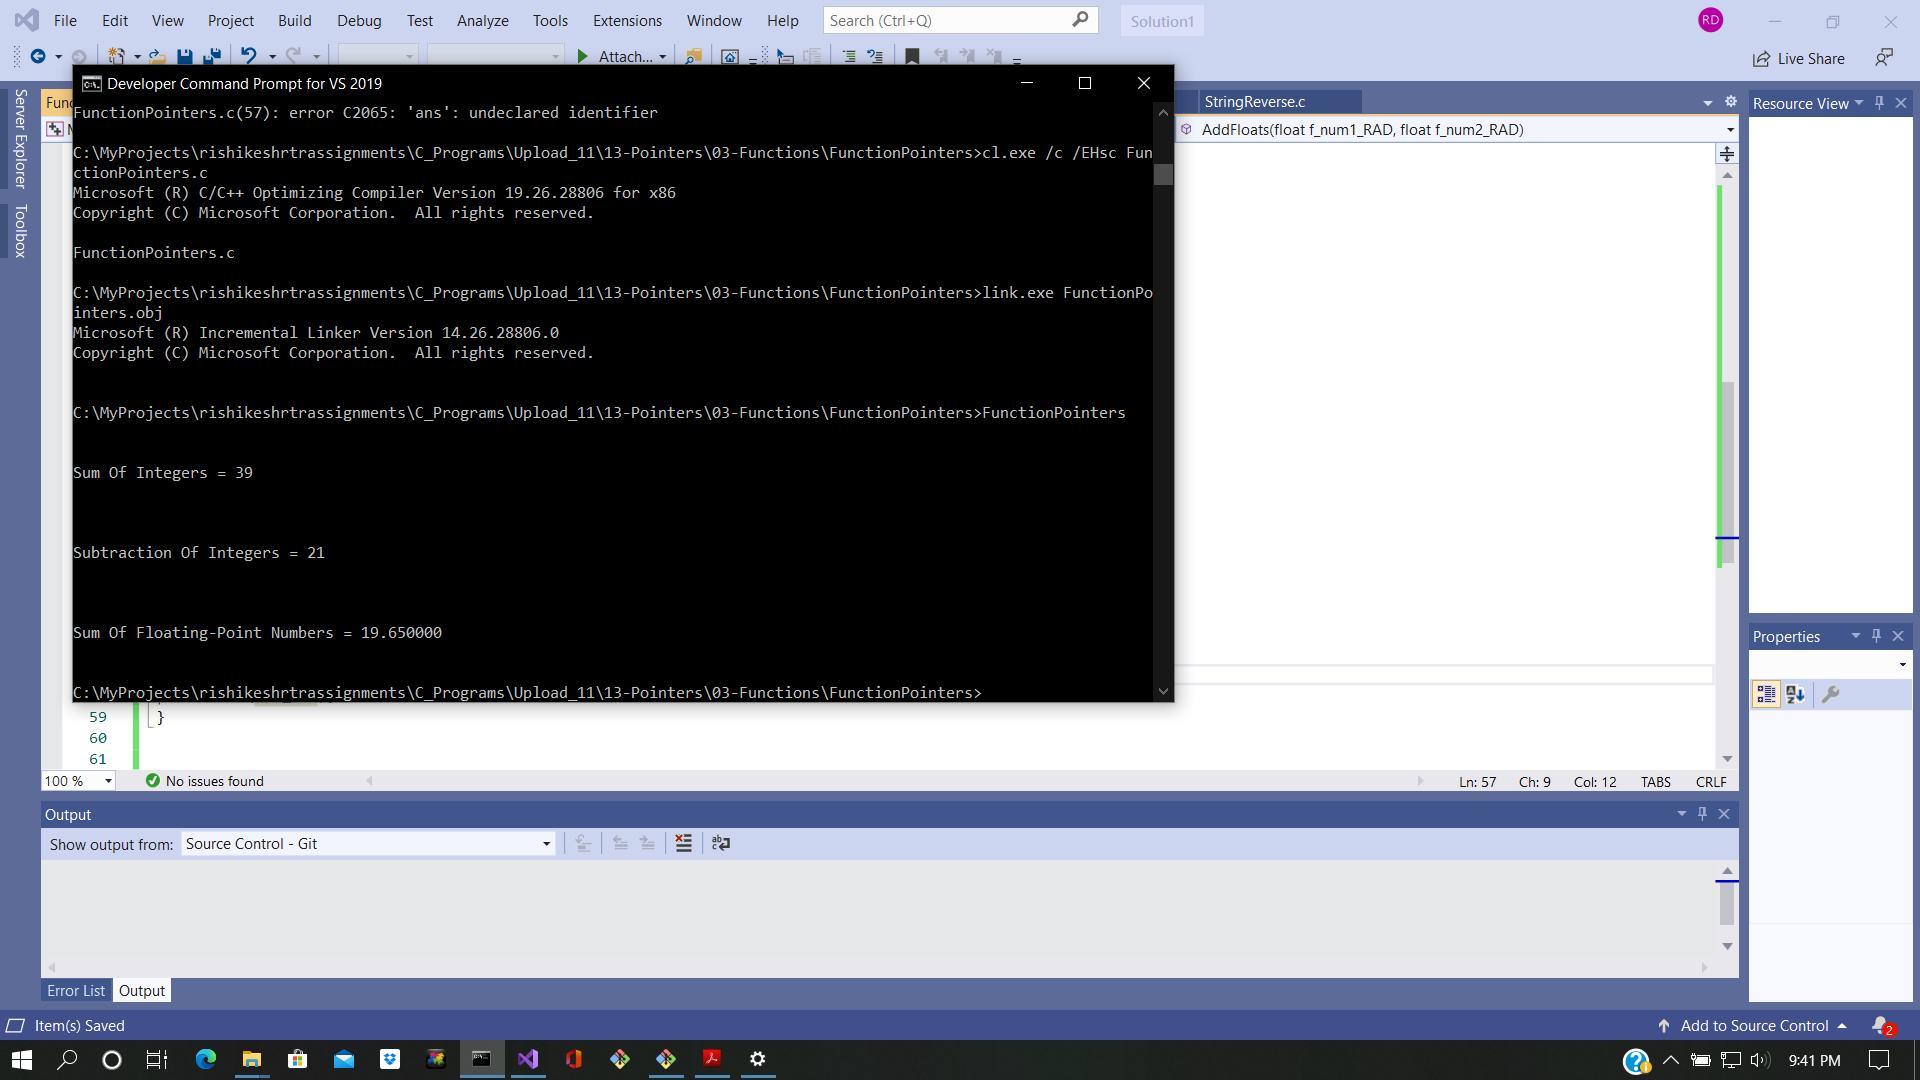 File Edit View Project Build Debug Test Analyze Tools Extensions Window Help Search (Ctrl+Q) Solution1 RD
Attach... Live Share
Developer Command Prompt for VS 2019
FunctionPointers.c(57): error C2065: 'ans': undeclared identifier
C:\MyProjects\rishikeshrtrassignments\C_Programs\Upload_11\13-Pointers\03-Functions\FunctionPointers>cl.exe /c /EHsc Fun
ctionPointers.c
Microsoft (R) C/C++ Optimizing Compiler Version 19.26.28806 for x86
Copyright (C) Microsoft Corporation.  All rights reserved.
FunctionPointers.c
C:\MyProjects\rishikeshrtrassignments\C_Programs\Upload_11\13-Pointers\03-Functions\FunctionPointers>link.exe FunctionPo
inters.obj
Microsoft (R) Incremental Linker Version 14.26.28806.0
Copyright (C) Microsoft Corporation.  All rights reserved.
C:\MyProjects\rishikeshrtrassignments\C_Programs\Upload_11\13-Pointers\03-Functions\FunctionPointers>FunctionPointers
Sum Of Integers = 39
Subtraction Of Integers = 21
Sum Of Floating-Point Numbers = 19.650000
C:\MyProjects\rishikeshrtrassignments\C_Programs\Upload_11\13-Pointers\03-Functions\FunctionPointers>
Server Explorer
Toolbox
Func
StringReverse.c
AddFloats(float f_num1_RAD, float f_num2_RAD)
Resource View
Properties
59 }
60
61
100 % No issues found Ln: 57 Ch: 9 Col: 12 TABS CRLF
Output
Show output from: Source Control - Git
Error List Output
Item(s) Saved Add to Source Control 2
9:41 PM